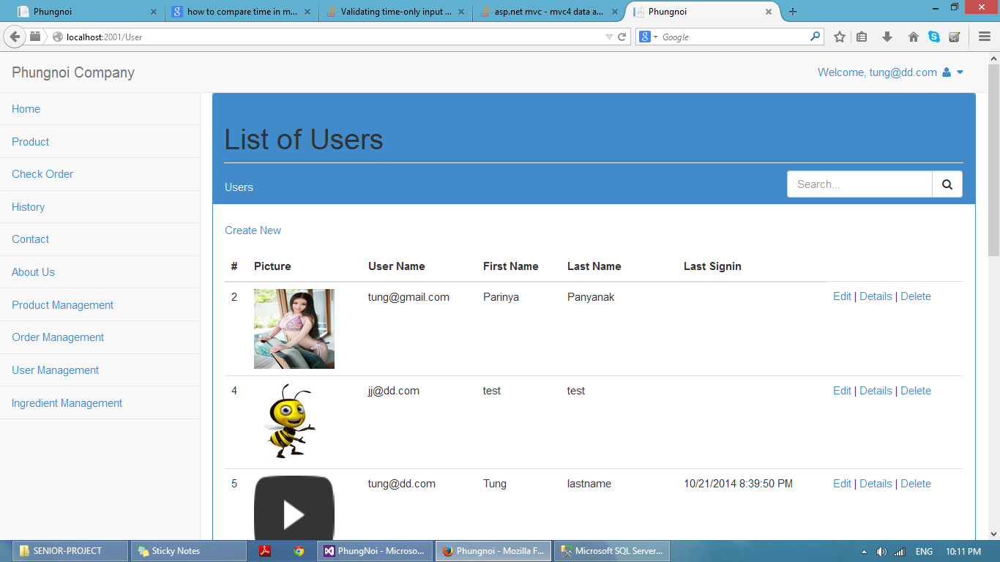 Phungnoi
how to compare time in m...
Validating time-only input ...
asp.net mvc - mvc4 data a...
Phungnoi
localhost:2001/User
Google
Phungnoi Company
Welcome, tung@dd.com
Home
Product
Check Order
History
Contact
About Us
Product Management
Order Management
User Management
Ingredient Management
List of Users
Users
Search...
Create New
# Picture User Name First Name Last Name Last Signin
2 tung@gmail.com Parinya Panyanak Edit | Details | Delete
4 jj@dd.com test test Edit | Details | Delete
5 tung@dd.com Tung lastname 10/21/2014 8:39:50 PM Edit | Details | Delete
SENIOR-PROJECT
Sticky Notes
PhungNoi - Microso...
Phungnoi - Mozilla F...
Microsoft SQL Server...
ENG
10:11 PM